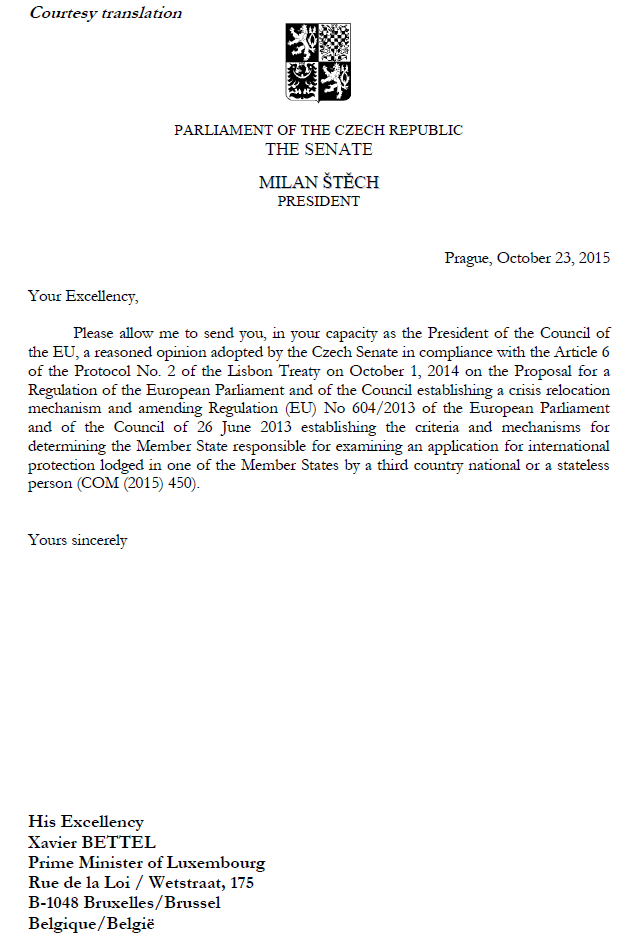 Courtesy translation
PARLIAMENT OF THE CZECH REPUBLIC
THE SENATE
MILAN ŠTĚCH
PRESIDENT
Prague, October 23, 2015
Your Excellency,
Please allow me to send you, in your capacity as the President of the Council of
the EU, a reasoned opinion adopted by the Czech Senate in compliance with the Article 6
of the Protocol No. 2 of the Lisbon Treaty on October 1, 2014 on the Proposal for a
Regulation of the European Parliament and of the Council establishing a crisis relocation
mechanism and amending Regulation (EU) No 604/2013 of the European Parliament
and of the Council of 26 June 2013 establishing the criteria and mechanisms for
determining the Member State responsible for examining an application for international
protection lodged in one of the Member States by a third country national or a stateless
person (COM (2015) 450).
Yours sincerely
His Excellency
Xavier BETTEL
Prime Minister of Luxembourg
Rue de la Loi / Wetstraat, 175
B-1048 Bruxelles/Brussel
Belgique/België